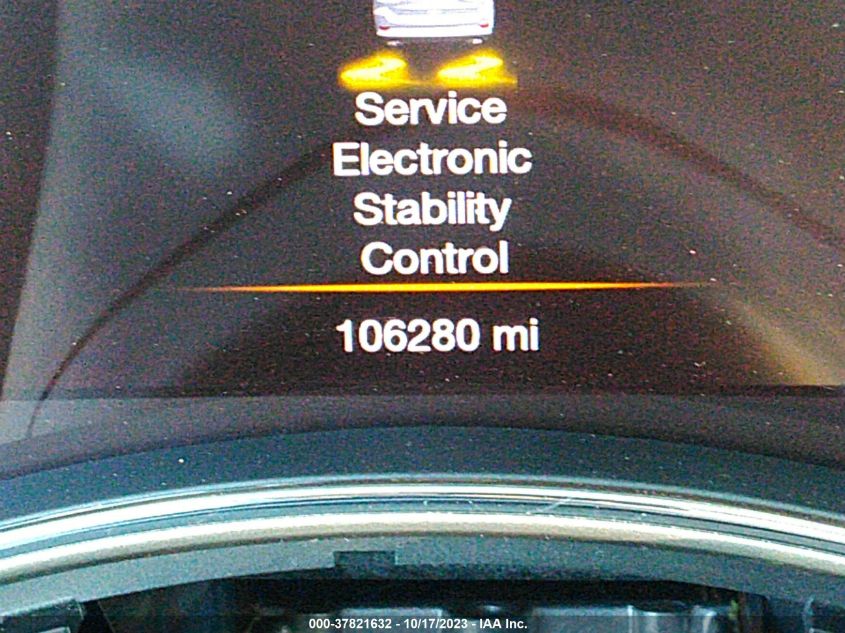 Service
Electronic
Stability
Control
106280 mi
000-37821632 - 10/17/2023 - IAA Inc.